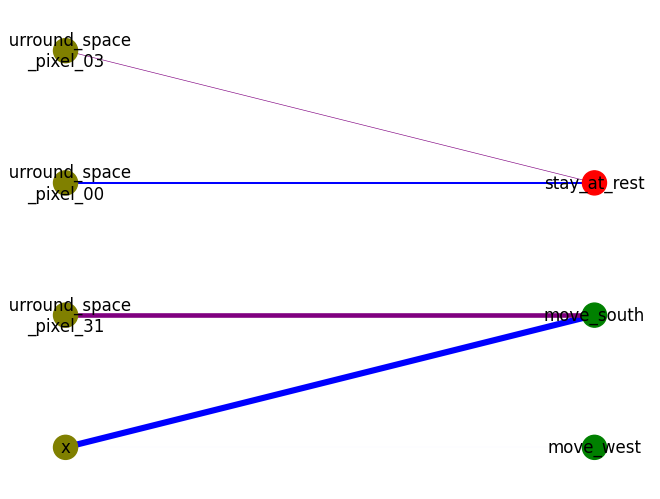 urround_space
_pixel_03
urround_space
_pixel_00
stay_at_rest
urround_space
_pixel_31
move_south
x
move_west